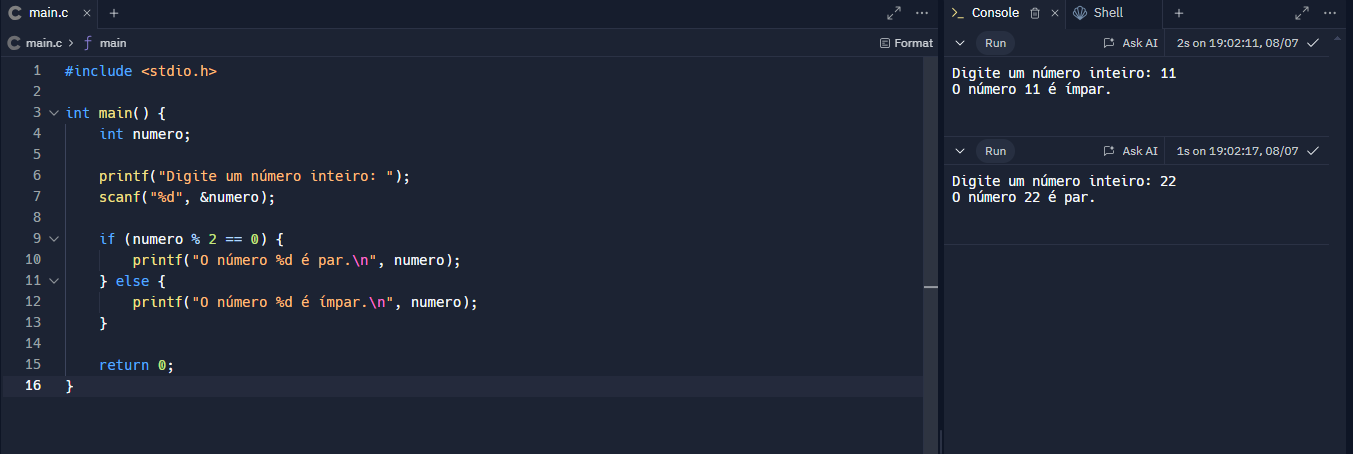 main.c
main.c > main
Format
1 #include <stdio.h>
2
3 int main() {
4     int numero;
5
6     printf("Digite um número inteiro: ");
7     scanf("%d", &numero);
8
9     if (numero % 2 == 0) {
10         printf("O número %d é par.\n", numero);
11     } else {
12         printf("O número %d é ímpar.\n", numero);
13     }
14
15     return 0;
16 }
Console Shell
Run Ask AI 2s on 19:02:11, 08/07
Digite um número inteiro: 11
O número 11 é ímpar.
Run Ask AI 1s on 19:02:17, 08/07
Digite um número inteiro: 22
O número 22 é par.